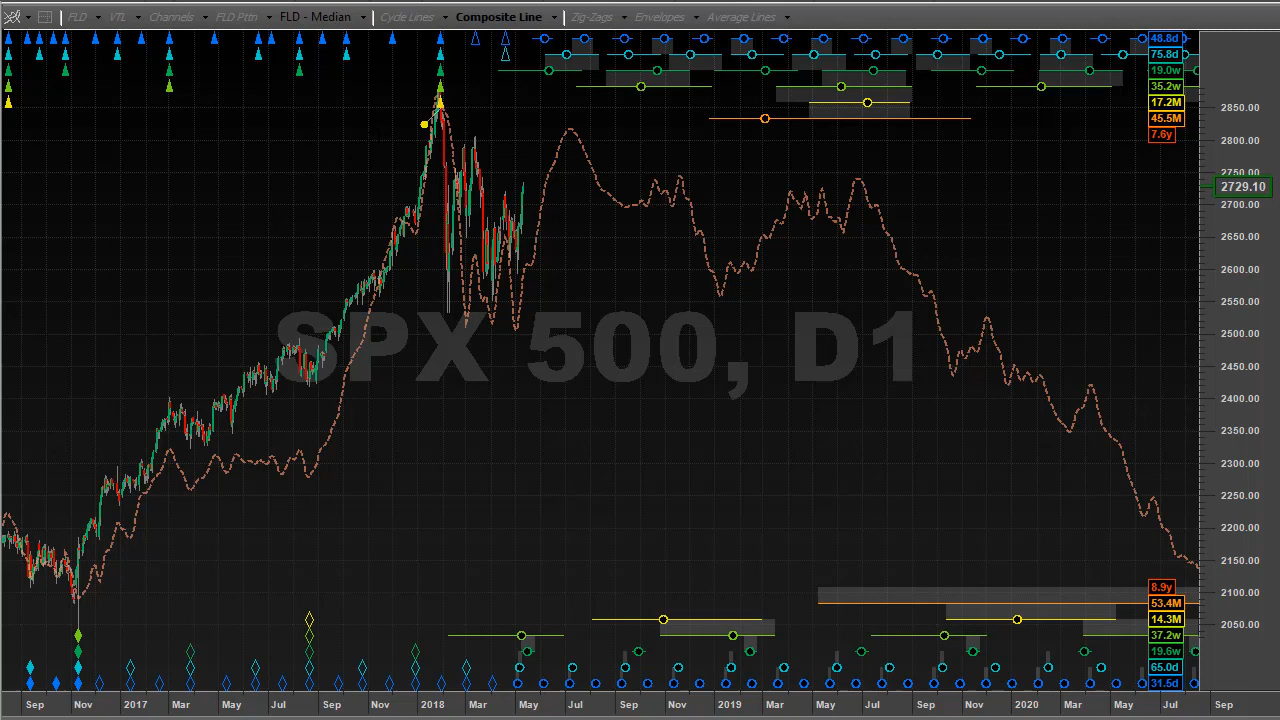 FLD VTL Channels FLD Pttn FLD - Median Cycle Lines Composite Line Zig-Zags Envelopes Average Lines
48.8d
75.8d
19.0w
35.2w
17.2M
45.5M
7.6y
2850.00
2800.00
2750.00
2729.10
2700.00
2650.00
2600.00
2550.00
2500.00
2450.00
2400.00
2350.00
2300.00
2250.00
2200.00
2150.00
2100.00
2050.00
SPX 500, D1
8.9y
53.4M
14.3M
37.2w
19.6w
65.0d
31.5d
Sep Nov 2017 Mar May Jul Sep Nov 2018 Mar May Jul Sep Nov 2019 Mar May Jul Sep Nov 2020 Mar May Jul Sep